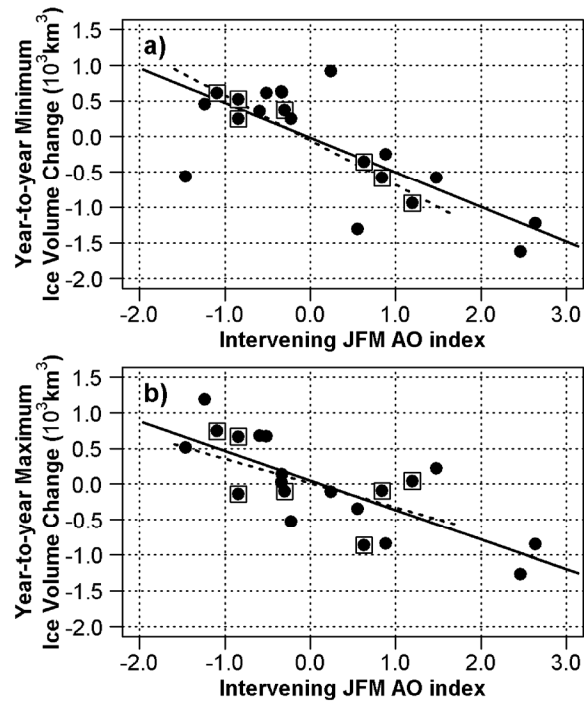 Year-to-year Minimum
Ice Volume Change (10³km³)
a)
1.5
1.0
0.5
0.0
-0.5
-1.0
-1.5
-2.0
-2.0 -1.0 0.0 1.0 2.0 3.0
Intervening JFM AO index
Year-to-year Maximum
Ice Volume Change (10³km³)
b)
1.5
1.0
0.5
0.0
-0.5
-1.0
-1.5
-2.0
-2.0 -1.0 0.0 1.0 2.0 3.0
Intervening JFM AO index